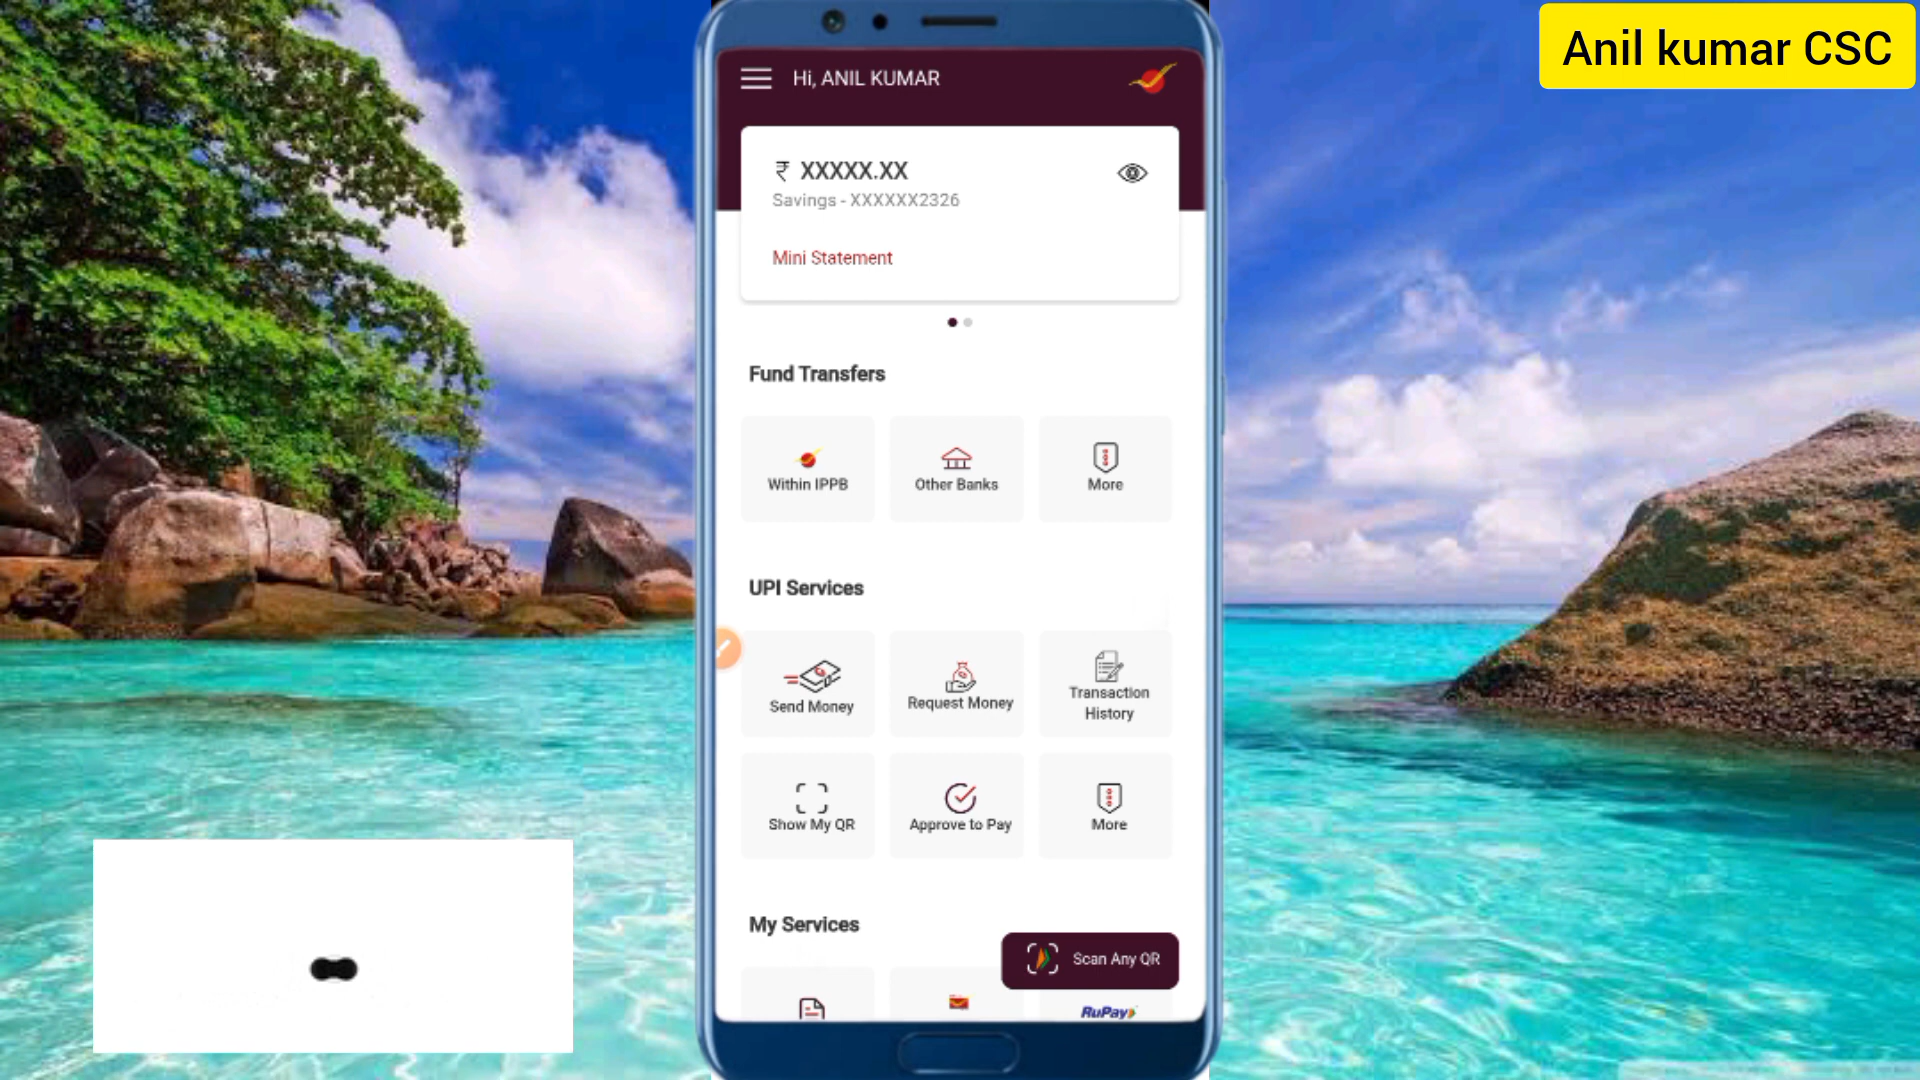 Anil kumar CSC
Hi, ANIL KUMAR
₹ XXXXX.XX
Savings - XXXXXX2326
Mini Statement
Fund Transfers
Within IPPB
Other Banks
More
UPI Services
Send Money
Request Money
Transaction
History
Show My QR
Approve to Pay
More
My Services
Scan Any QR
RuPay